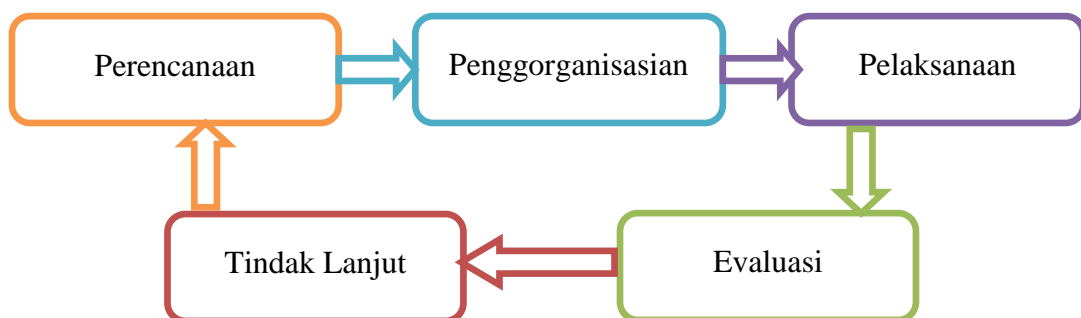 Perencanaan
Penggorganisasian
Pelaksanaan
Evaluasi
Tindak Lanjut